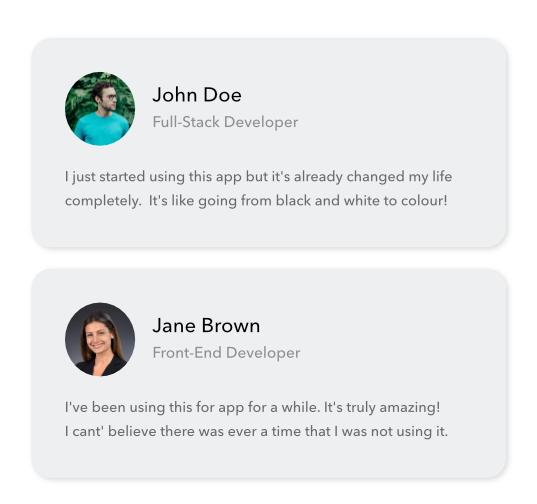 John Doe
Full-Stack Developer
I just started using this app but it's already changed my life
completely.  It's like going from black and white to colour!
Jane Brown
Front-End Developer
I've been using this for app for a while. It's truly amazing!
I cant' believe there was ever a time that I was not using it.